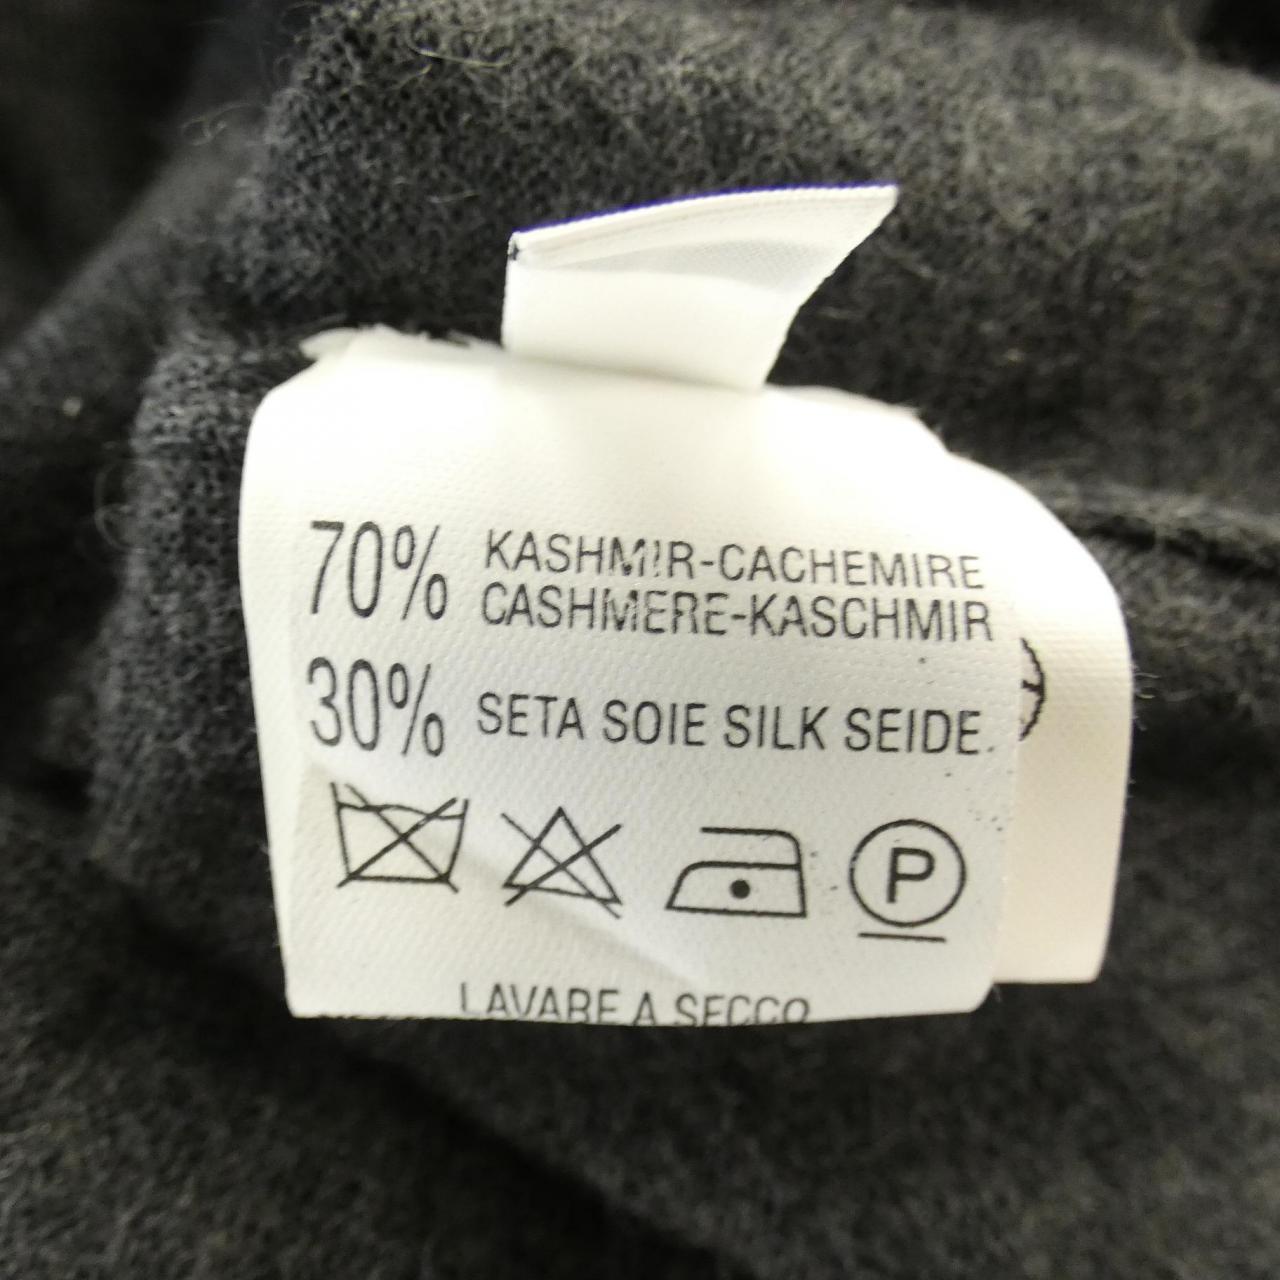 70% KASHMIR-CACHEMIRE
CASHMERE-KASCHMIR
30% SETA SOIE SILK SEIDE.
P
LAVARE A SECCO